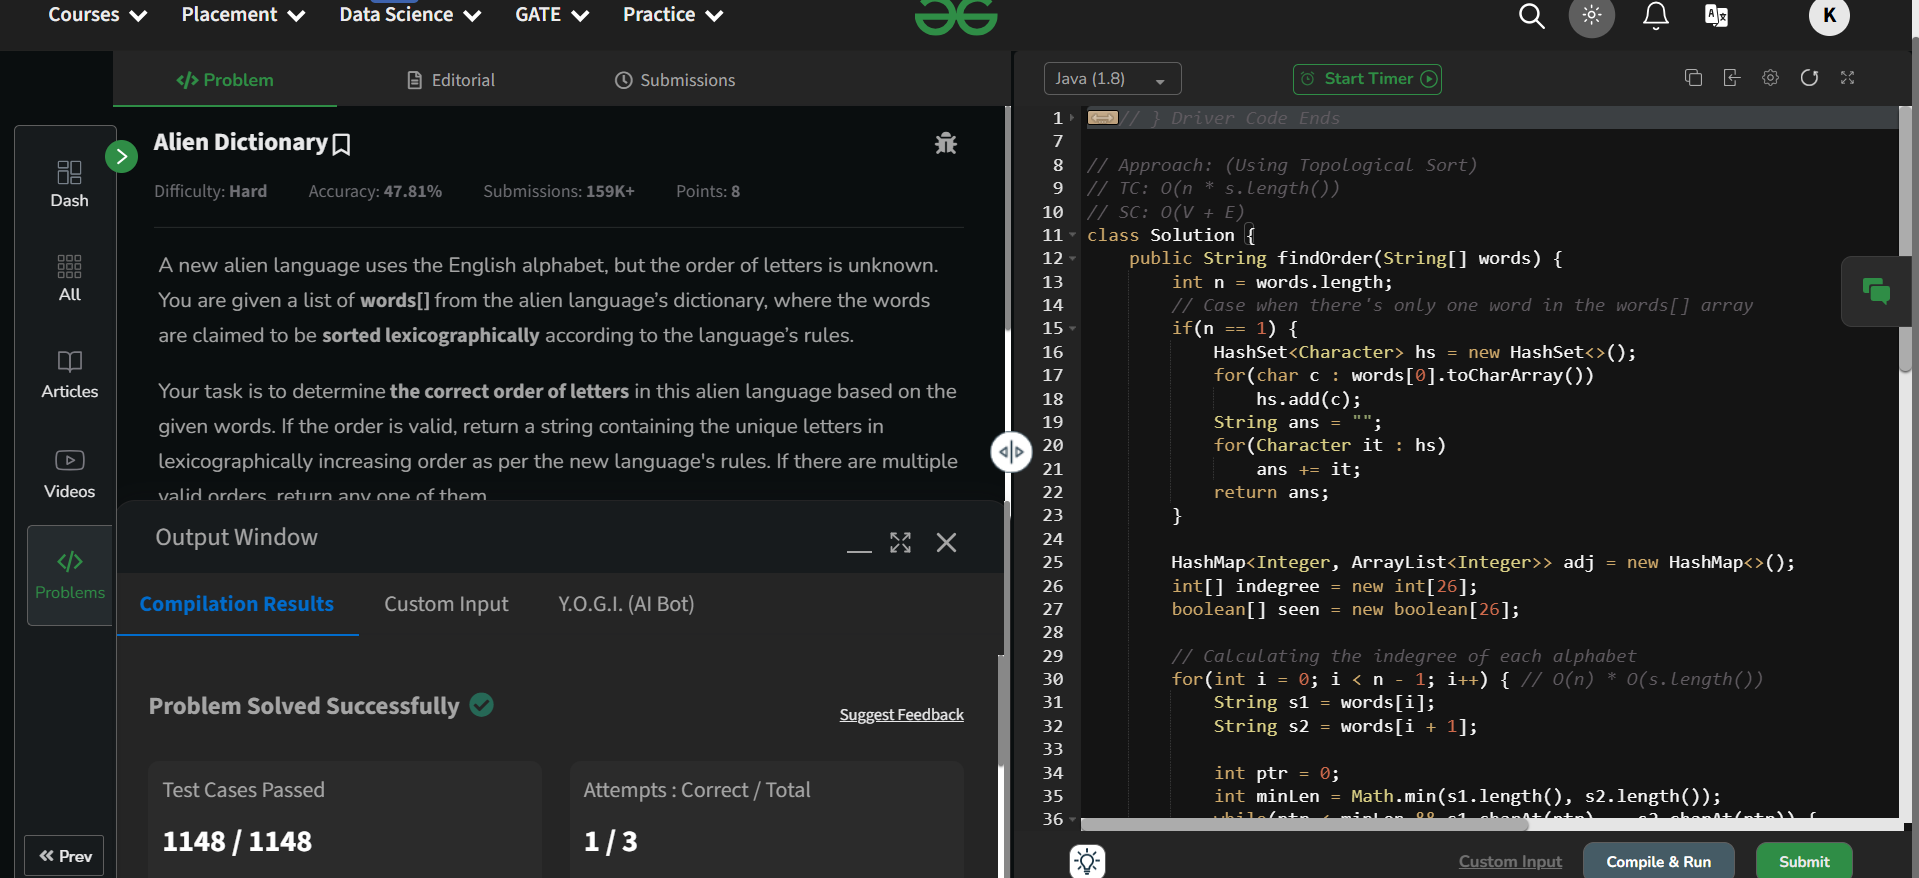 Courses
Placement
Data Science
GATE
Practice
K
Problem
Editorial
Submissions
Dash
All
Articles
Videos
Problems
Prev
Alien Dictionary
Difficulty: Hard
Accuracy: 47.81%
Submissions: 159K+
Points: 8
A new alien language uses the English alphabet, but the order of letters is unknown.
You are given a list of words[] from the alien language’s dictionary, where the words
are claimed to be sorted lexicographically according to the language’s rules.
Your task is to determine the correct order of letters in this alien language based on the
given words. If the order is valid, return a string containing the unique letters in
lexicographically increasing order as per the new language's rules. If there are multiple
valid orders, return any one of them
Output Window
Compilation Results
Custom Input
Y.O.G.I. (AI Bot)
Problem Solved Successfully
Suggest Feedback
Test Cases Passed
1148 / 1148
Attempts : Correct / Total
1 / 3
Java (1.8)
Start Timer
1 // } Driver Code Ends
7
8 // Approach: (Using Topological Sort)
9 // TC: O(n * s.length())
10 // SC: O(V + E)
11 class Solution {
12 public String findOrder(String[] words) {
13 int n = words.length;
14 // Case when there's only one word in the words[] array
15 if(n == 1) {
16 HashSet<Character> hs = new HashSet<>();
17 for(char c : words[0].toCharArray())
18 hs.add(c);
19 String ans = "";
20 for(Character it : hs)
21 ans += it;
22 return ans;
23 }
24
25 HashMap<Integer, ArrayList<Integer>> adj = new HashMap<>();
26 int[] indegree = new int[26];
27 boolean[] seen = new boolean[26];
28
29 // Calculating the indegree of each alphabet
30 for(int i = 0; i < n - 1; i++) { // O(n) * O(s.length())
31 String s1 = words[i];
32 String s2 = words[i + 1];
33
34 int ptr = 0;
35 int minLen = Math.min(s1.length(), s2.length());
36 while(ptr < minLen && s1.charAt(ptr) == s2.charAt(ptr)) {
Custom Input
Compile & Run
Submit